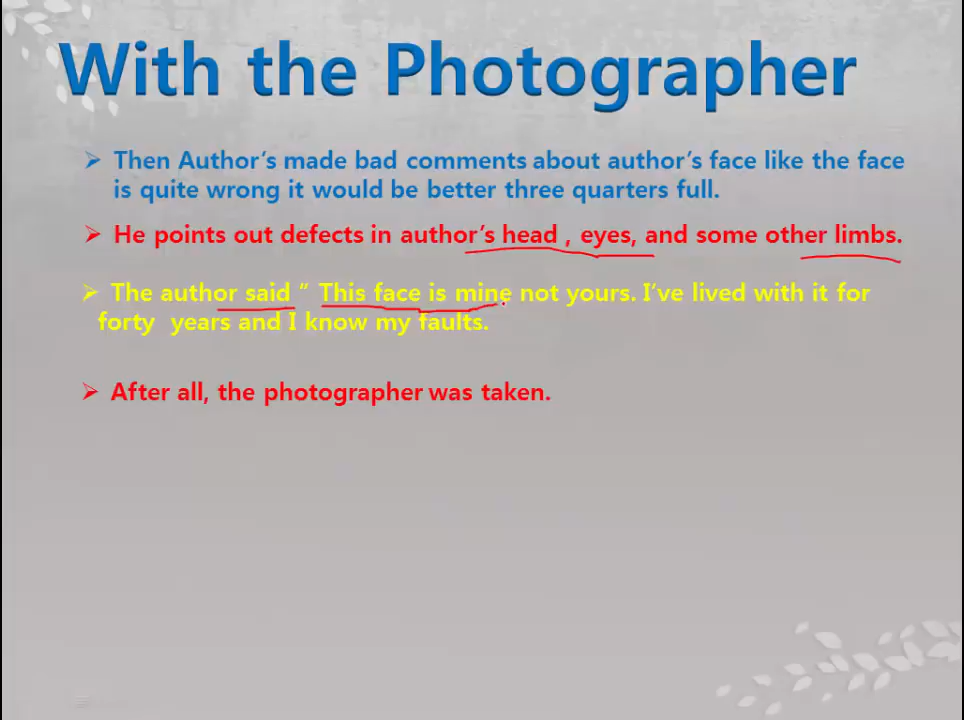 With the Photographer
Then Author's made bad comments about author's face like the face
is quite wrong it would be better three quarters full.
He points out defects in author's head , eyes, and some other limbs.
The author said " This face is mine not yours. I've lived with it for
forty years and I know my faults.
After all, the photographer was taken.